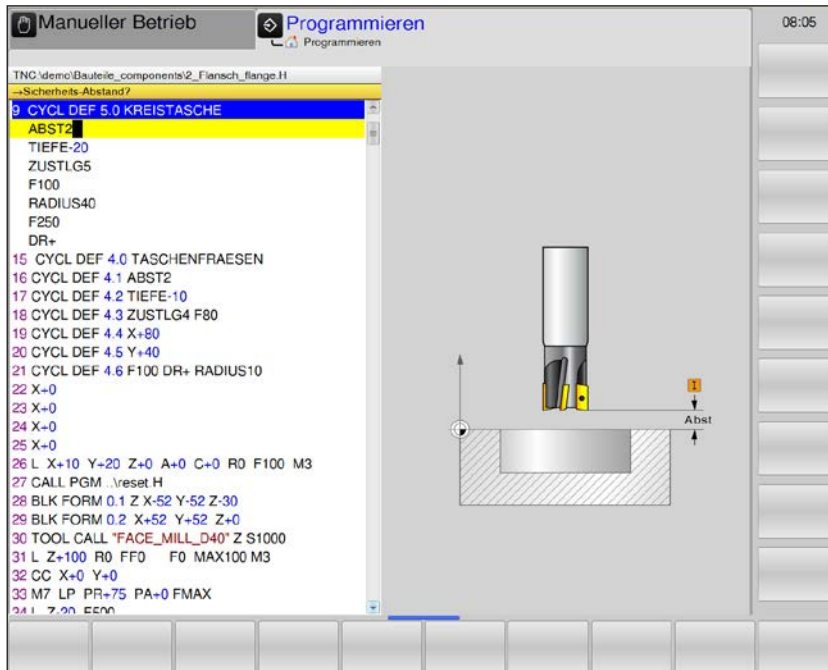 Manueller Betrieb
Programmieren
Programmieren
08:05
TNC:\demo\Bauteile_components\2_Flansch_flange.H
→Sicherheits-Abstand?
9 CYCL DEF 5.0 KREISTASCHE
ABST2
TIEFE-20
ZUSTLG5
F100
RADIUS40
F250
DR+
15 CYCL DEF 4.0 TASCHENFRAESEN
16 CYCL DEF 4.1 ABST2
17 CYCL DEF 4.2 TIEFE-10
18 CYCL DEF 4.3 ZUSTLG4 F80
19 CYCL DEF 4.4 X+80
20 CYCL DEF 4.5 Y+40
21 CYCL DEF 4.6 F100 DR+ RADIUS10
22 X+0
23 X+0
24 X+0
25 X+0
26 L X+10 Y+20 Z+0 A+0 C+0 R0 F100 M3
27 CALL PGM ..\reset.H
28 BLK FORM 0.1 Z X-52 Y-52 Z-30
29 BLK FORM 0.2 X+52 Y+52 Z+0
30 TOOL CALL "FACE_MILL_D40" Z S1000
31 L Z+100 R0 FF0 F0 MAX100 M3
32 CC X+0 Y+0
33 M7 LP PR+75 PA+0 FMAX
34 L Z-20 F500
I
Abst